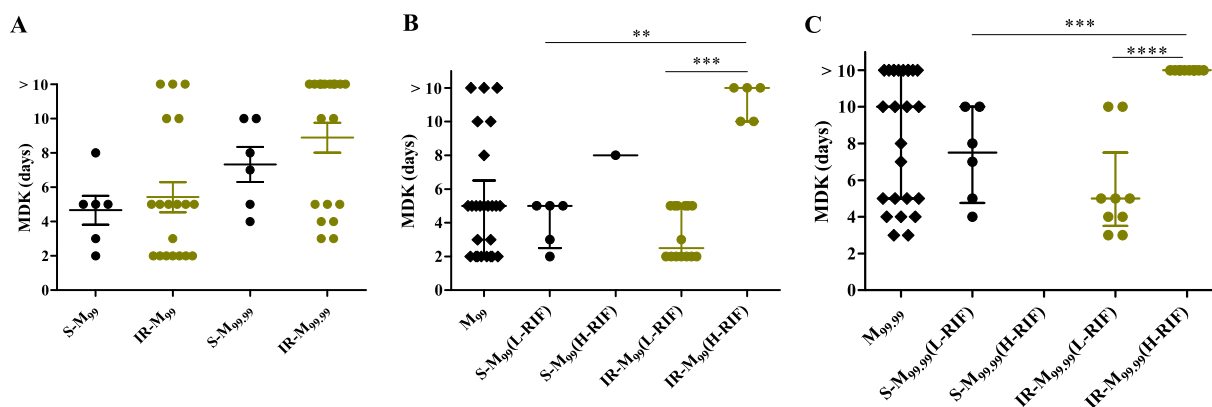 A
MDK (days)
> 10
10
8
6
4
2
0
S-M99
IR-M99
S-M99.99
IR-M99.99
B
**
***
MDK (days)
> 10
10
8
6
4
2
0
M99
S-M99(L-RIF)
S-M99(H-RIF)
IR-M99(L-RIF)
IR-M99(H-RIF)
C
***
****
MDK (days)
> 10
10
8
6
4
2
0
M99.99
S-M99.99(L-RIF)
S-M99.99(H-RIF)
IR-M99.99(L-RIF)
IR-M99.99(H-RIF)